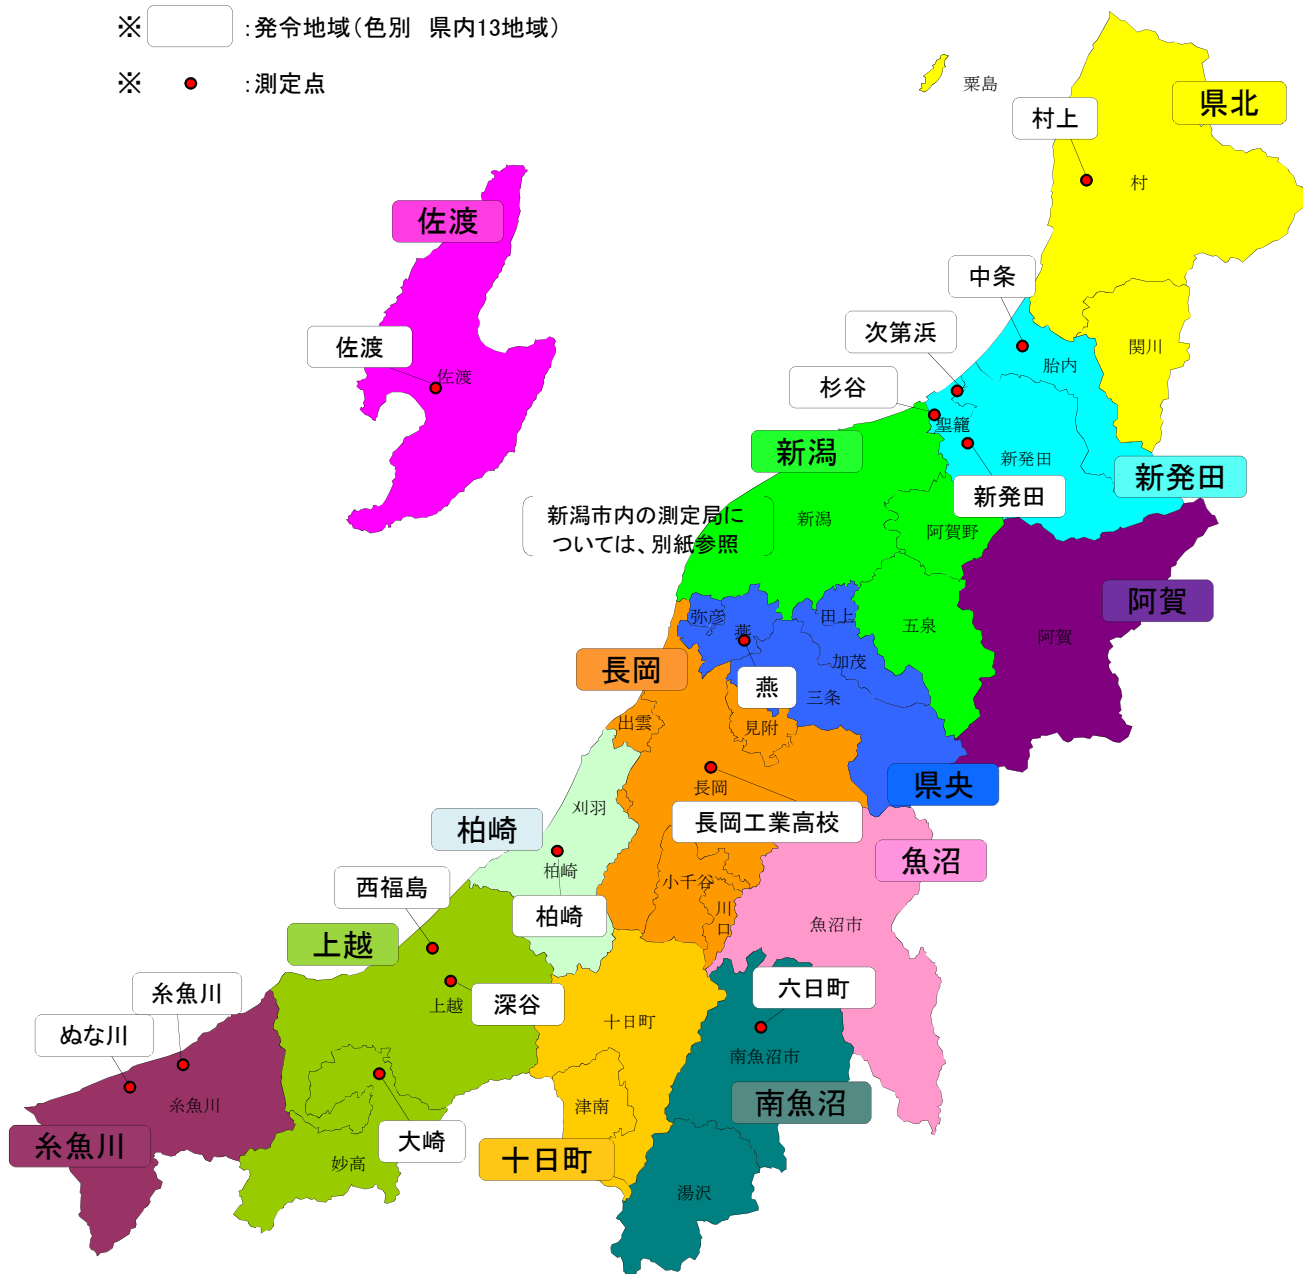 ※ :発令地域(色別 県内13地域)
※ :測定点
粟島
県北
村上
村
佐渡
中条
次第浜
佐渡
関川
胎内
佐渡
杉谷
聖籠
新潟
新発田
新発田
新発田
新潟市内の測定局に
ついては、別紙参照
新潟
阿賀野
阿賀
弥彦
燕
田上
五泉
阿賀
長岡
加茂
燕
三条
出雲
見附
県央
長岡
刈羽
長岡工業高校
柏崎
魚沼
柏崎
西福島
小千谷
川
口
柏崎
魚沼市
上越
糸魚川
六日町
深谷
上越
十日町
ぬな川
南魚沼市
糸魚川
津南
南魚沼
糸魚川
大崎
妙高
十日町
湯沢